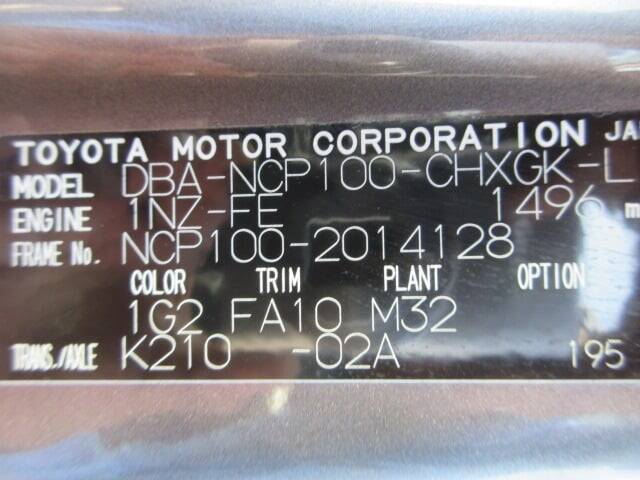 TOYOTA MOTOR CORPORATION JA
MODEL DBA-NCP100-CHXGK-L
ENGINE 1NZ-FE 1496 m
FRAME No. NCP100-2014128
COLOR TRIM PLANT OPTION
1G2 FA10 M32
TRANS./AXLE K210 -02A 195